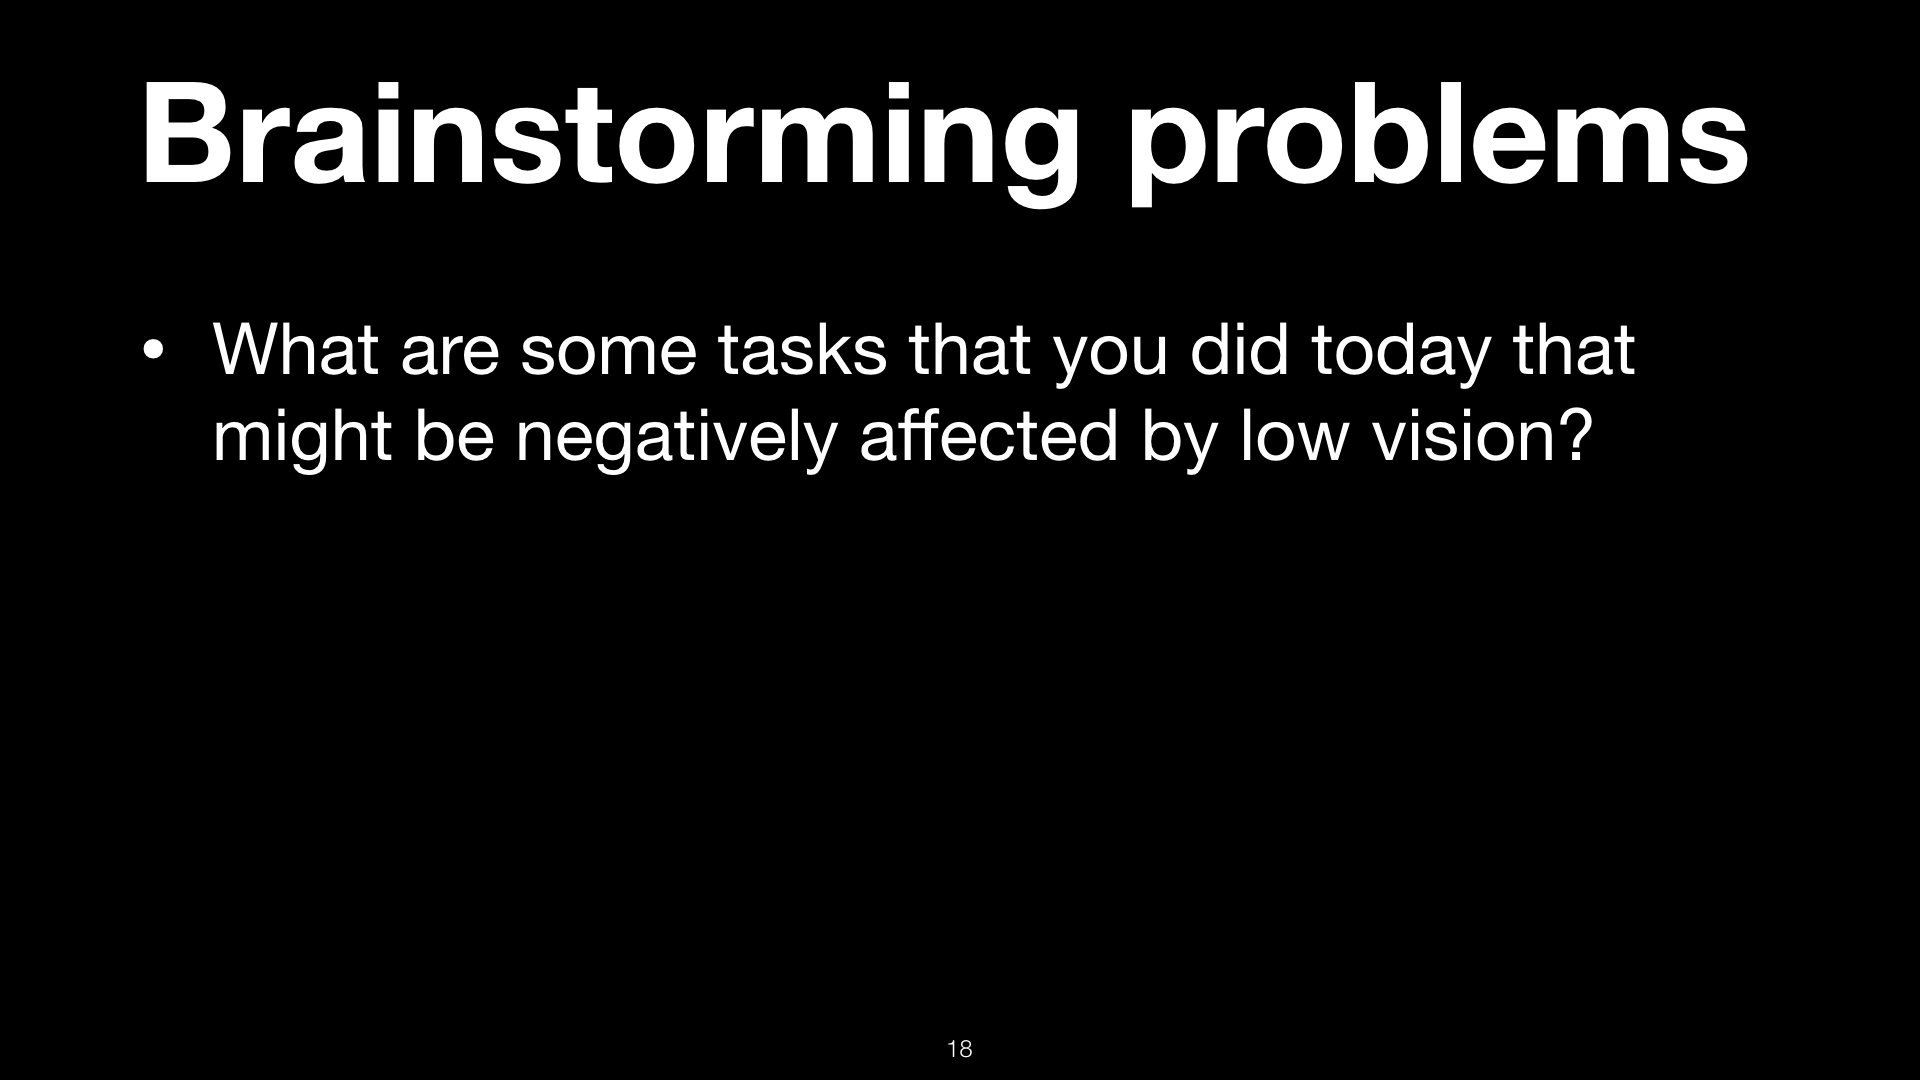 Brainstorming problems
• What are some tasks that you did today that
might be negatively affected by low vision?
18